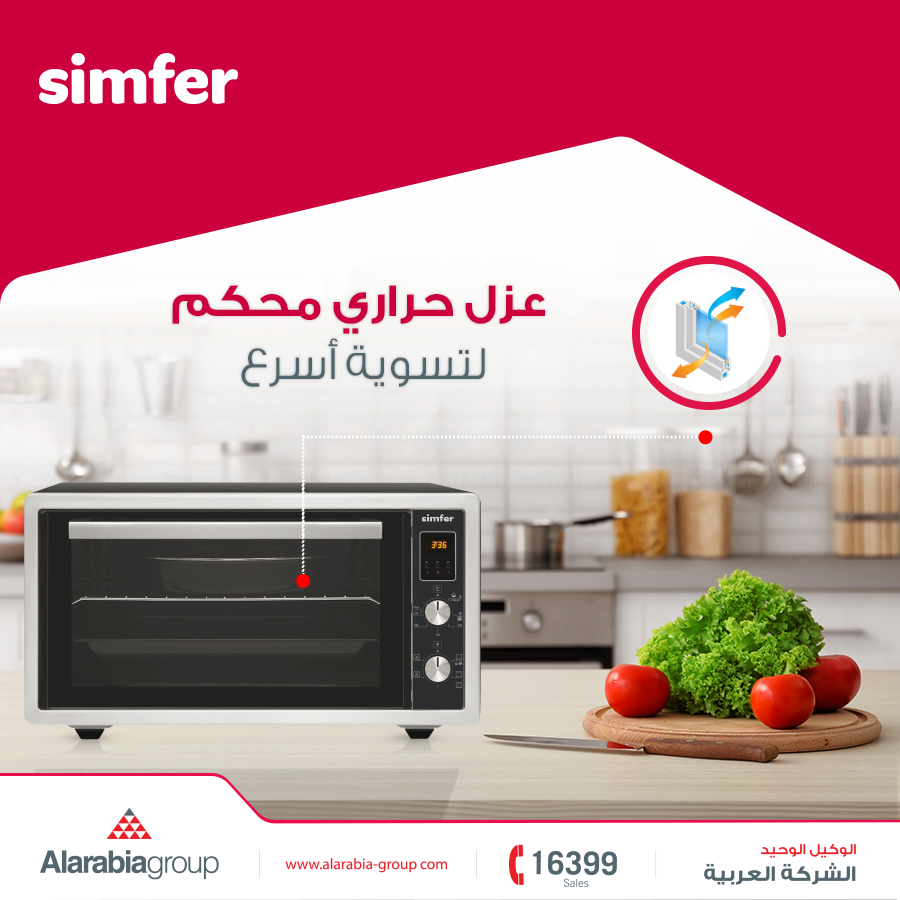 simfer
عزل حراري محكم
لتسوية أسرع
simfer
3:36
Alarabiagroup
www.alarabia-group.com
16399
Sales
الوكيل الوحيد
الشركة العربية